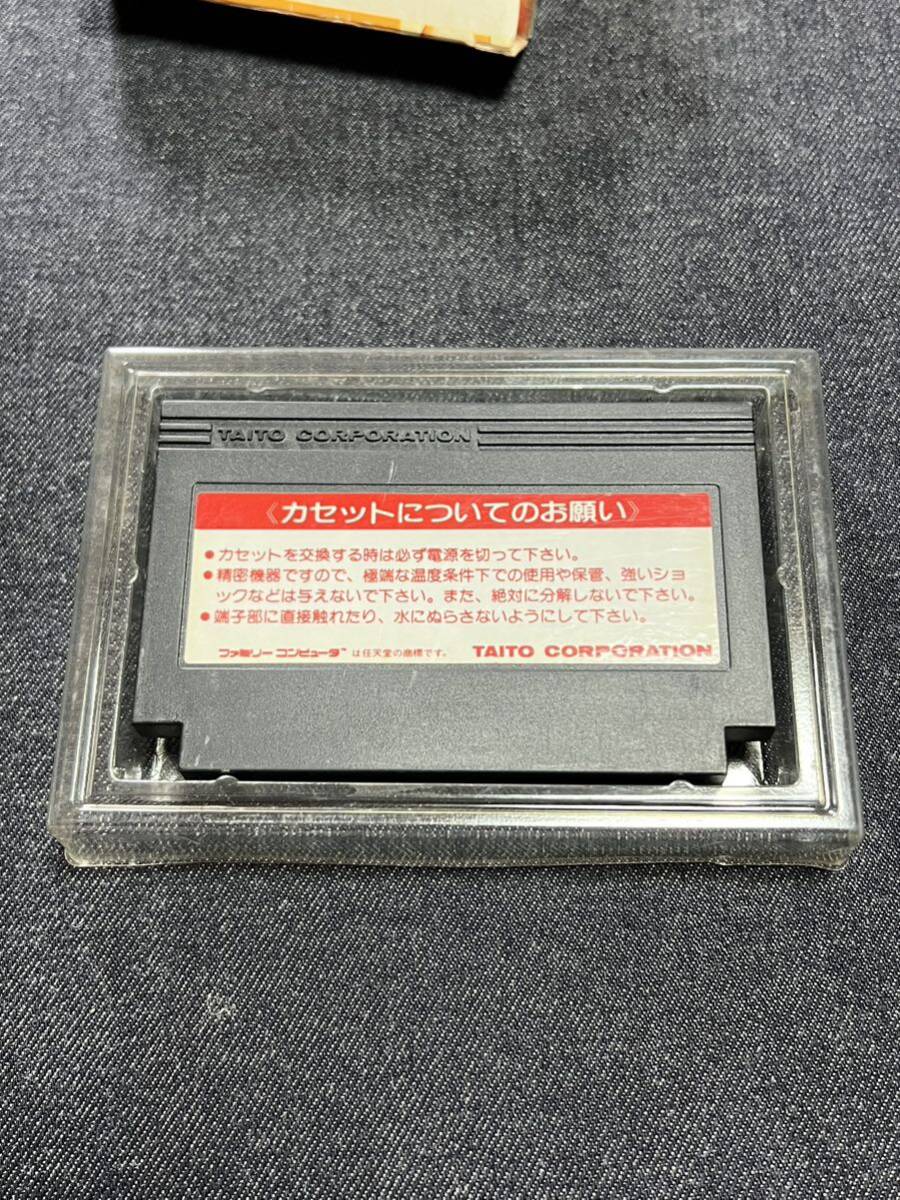 TAITO CORPORATION
《カセットについてのお願い》
●カセットを交換する時は必ず電源を切って下さい。
●精密機器ですので、極端な温度条件下での使用や保管、強いショ
ックなどは与えないで下さい。また、絶対に分解しないで下さい。
●端子部に直接触れたり、水にぬらさないようにして下さい。
ファミリーコンピュータ™は任天堂の商標です。 TAITO CORPORATION